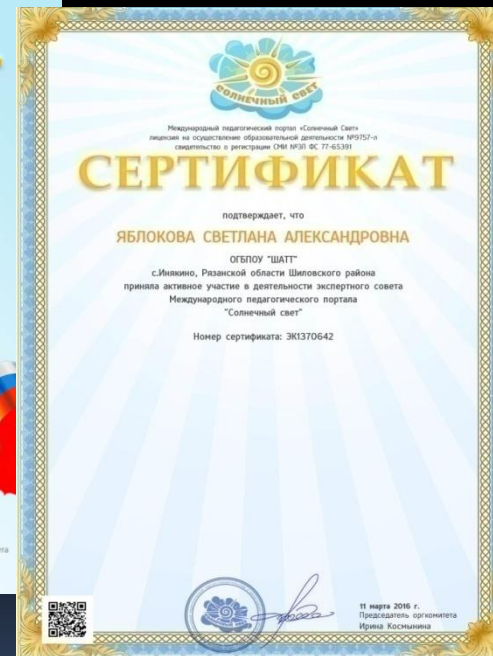 СОЛНЕЧНЫЙ СВЕТ
Международный педагогический портал «Солнечный Свет»
лицензия на осуществление образовательной деятельности №9757-л
свидетельство о регистрации СМИ №ЭЛ ФС 77-65391
СЕРТИФИКАТ
подтверждает, что
ЯБЛОКОВА СВЕТЛАНА АЛЕКСАНДРОВНА
ОГБПОУ "ШАТТ"
с.Инякино, Рязанской области Шиловского района
приняла активное участие в деятельности экспертного совета
Международного педагогического портала
"Солнечный свет"
Номер сертификата: ЭК1370642
11 марта 2016 г.
Председатель оргкомитета
Ирина Космынина